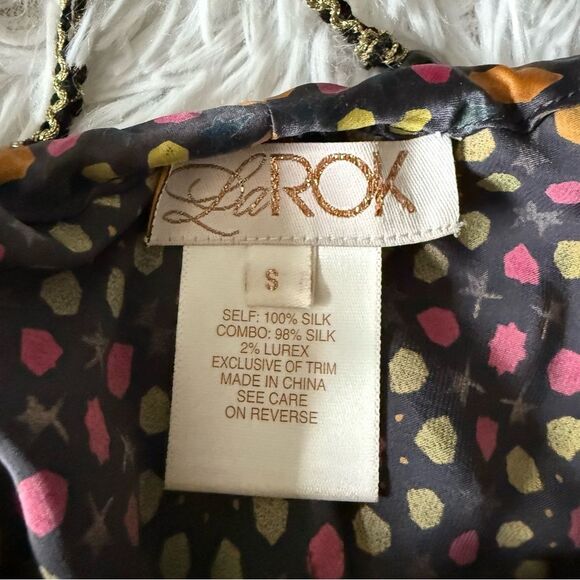 LaROK
S
SELF: 100% SILK
COMBO: 98% SILK
2% LUREX
EXCLUSIVE OF TRIM
MADE IN CHINA
SEE CARE
ON REVERSE